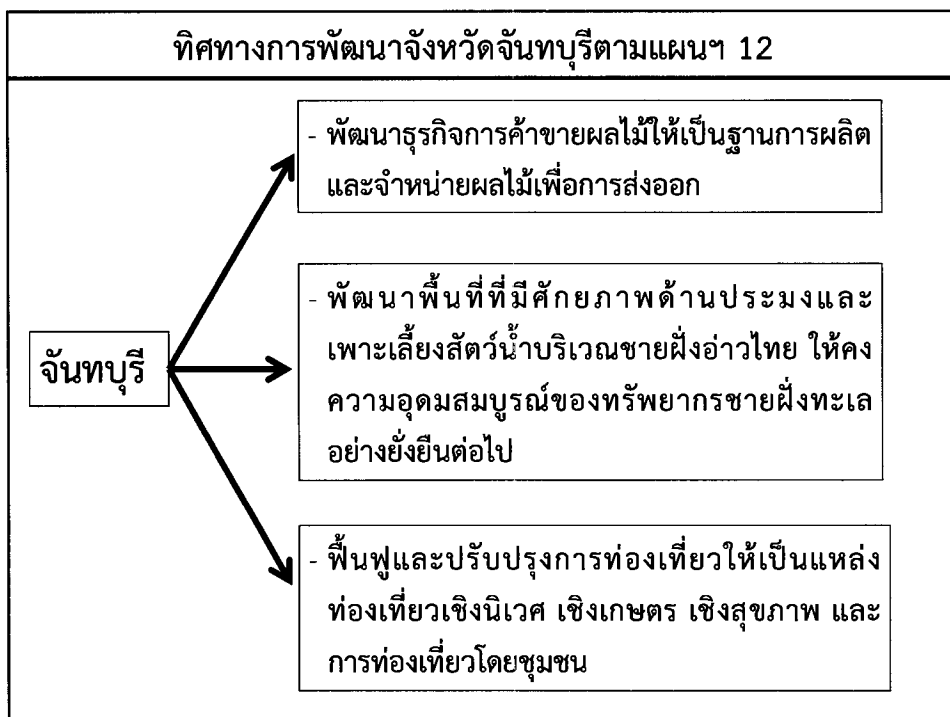 ทิศทางการพัฒนาจังหวัดจันทบุรีตามแผนฯ 12
- พัฒนาธุรกิจการค้าขายผลไม้ให้เป็นฐานการผลิต
และจำหน่ายผลไม้เพื่อการส่งออก
จันทบุรี
- พัฒนาพื้นที่ที่มีศักยภาพด้านประมงและ
เพาะเลี้ยงสัตว์น้ำบริเวณชายฝั่งอ่าวไทย ให้คง
ความอุดมสมบูรณ์ของทรัพยากรชายฝั่งทะเล
อย่างยั่งยืนต่อไป
- ฟื้นฟูและปรับปรุงการท่องเที่ยวให้เป็นแหล่ง
ท่องเที่ยวเชิงนิเวศ เชิงเกษตร เชิงสุขภาพ และ
การท่องเที่ยวโดยชุมชน